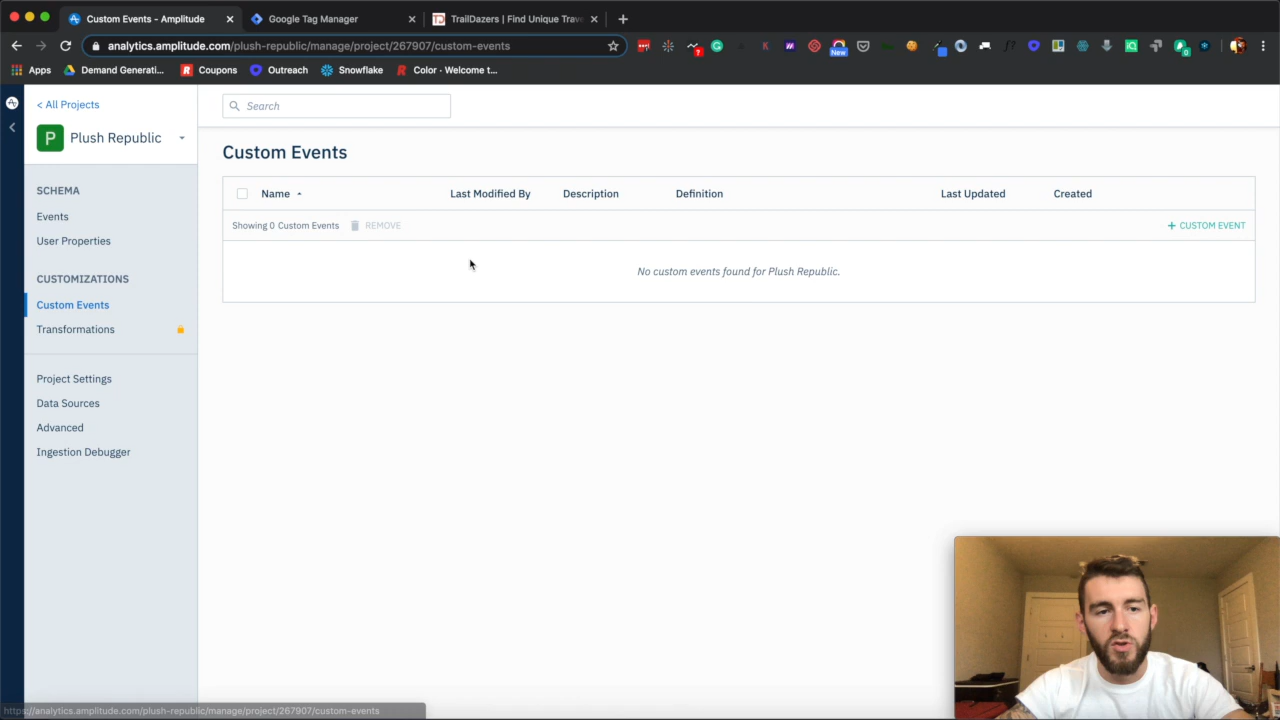 Custom Events - Amplitude
Google Tag Manager
TrailDazers | Find Unique Trave
analytics.amplitude.com/plush-republic/manage/project/267907/custom-events
New
7
0
Apps
Demand Generati...
Coupons
Outreach
Snowflake
Color · Welcome t...
< All Projects
Search
P Plush Republic
Custom Events
SCHEMA
Name
Last Modified By
Description
Definition
Last Updated
Created
Events
Showing 0 Custom Events
REMOVE
+ CUSTOM EVENT
User Properties
No custom events found for Plush Republic.
CUSTOMIZATIONS
Custom Events
Transformations
Project Settings
Data Sources
Advanced
Ingestion Debugger
https://analytics.amplitude.com/plush-republic/manage/project/267907/custom-events